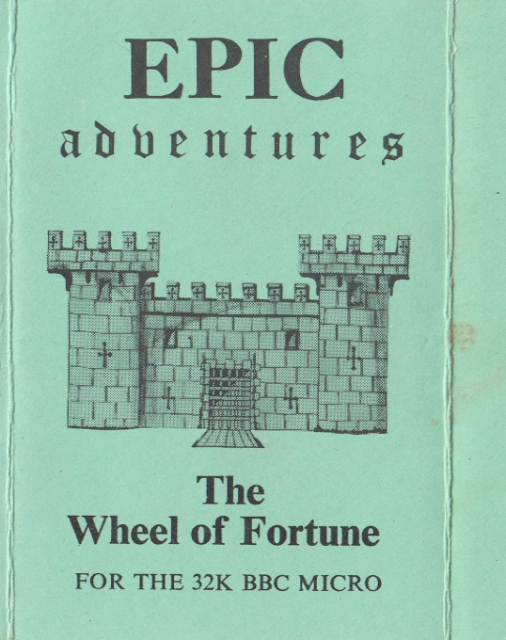 EPIC
adventures
The
Wheel of Fortune
FOR THE 32K BBC MICRO